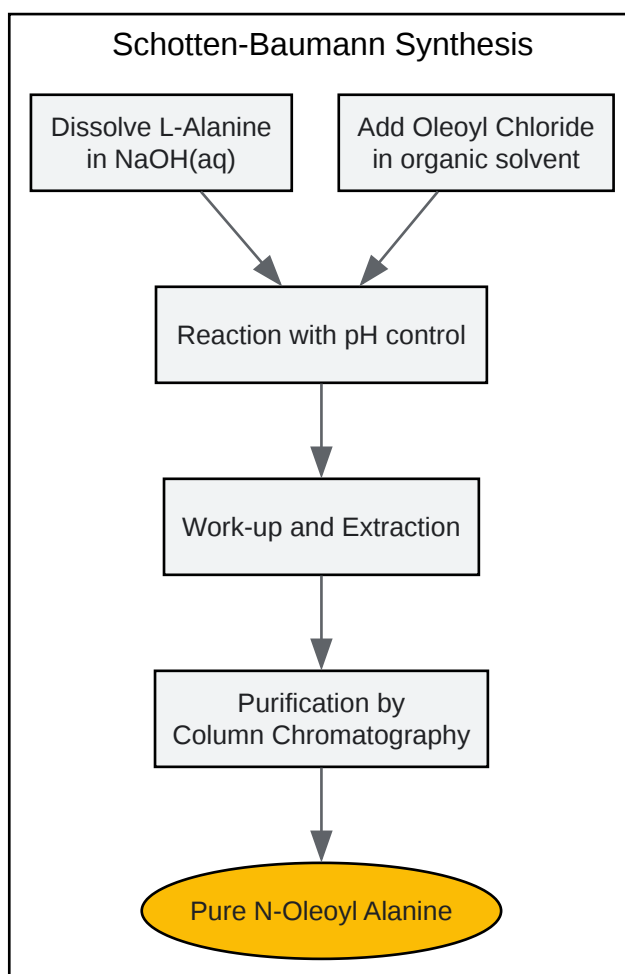 Schotten-Baumann Synthesis
Dissolve L-Alanine
in NaOH(aq)
Add Oleoyl Chloride
in organic solvent
Reaction with pH control
Work-up and Extraction
Purification by
Column Chromatography
Pure N-Oleoyl Alanine